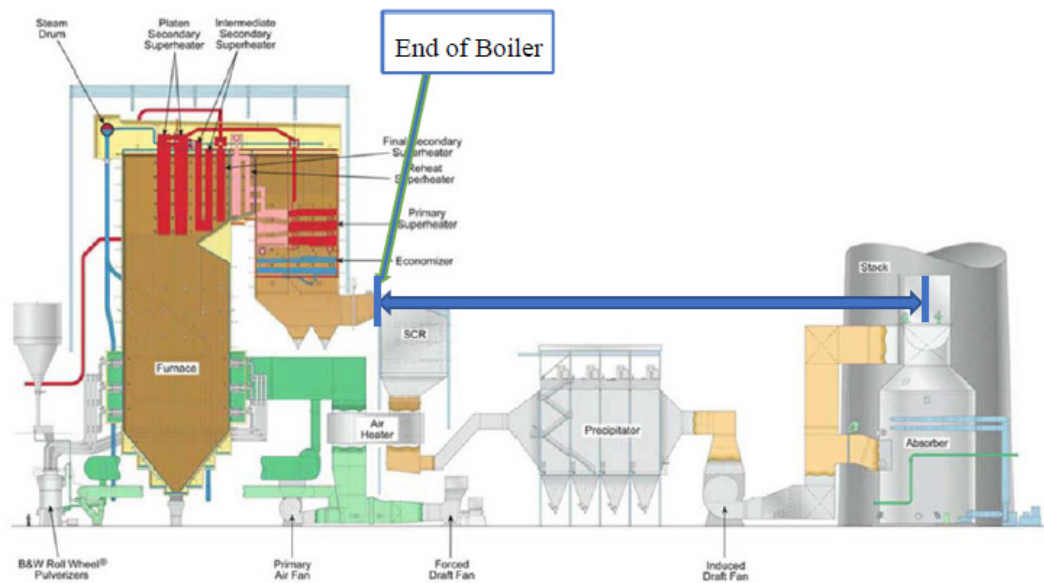 Steam
Drum
Platen
Secondary
Superheater
Intermediate
Secondary
Superheater
End of Boiler
Final Secondary
Superheater
Reheat
Superheater
Primary
Superheater
Economizer
Stack
SCR
Furnace
Air
Heater
Precipitator
Absorber
B&W Roll Wheel®
Pulverizers
Primary
Air Fan
Forced
Draft Fan
Induced
Draft Fan